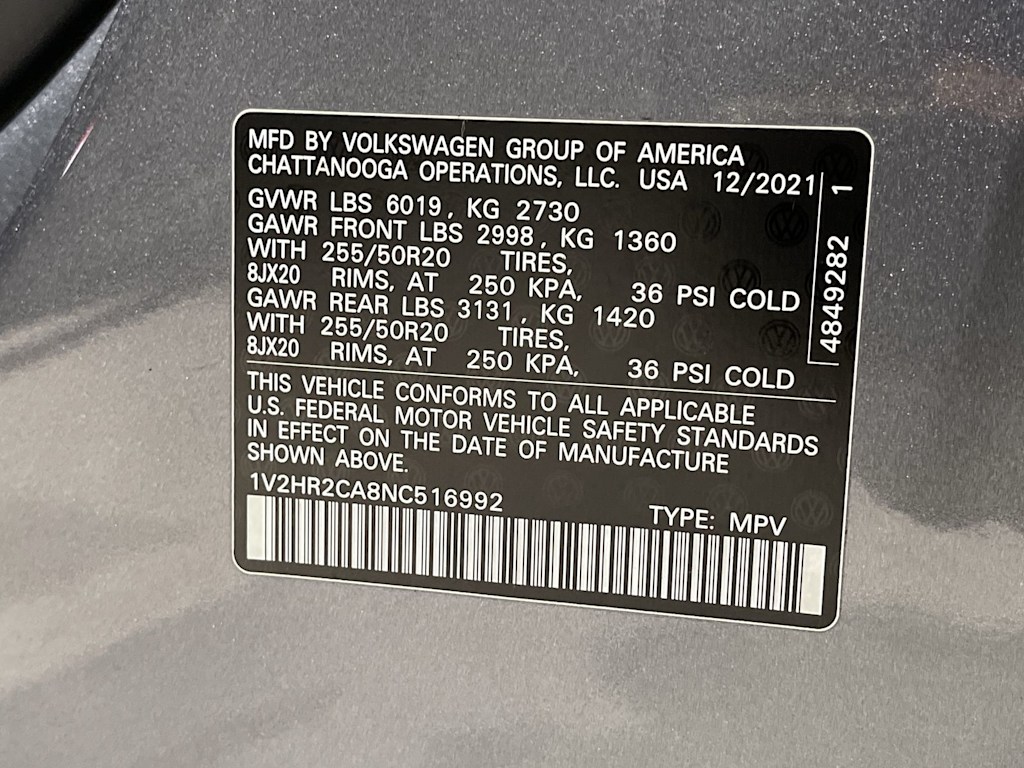 MFD BY VOLKSWAGEN GROUP OF AMERICA
CHATTANOOGA OPERATIONS, LLC. USA 12/2021
GVWR LBS 6019, KG 2730
GAWR FRONT LBS 2998, KG 1360
WITH 255/50R20 TIRES,
8JX20 RIMS, AT 250 KPA, 36 PSI COLD
GAWR REAR LBS 3131, KG 1420
WITH 255/50R20 TIRES,
8JX20 RIMS, AT 250 KPA, 36 PSI COLD
4849282 1
THIS VEHICLE CONFORMS TO ALL APPLICABLE
U.S. FEDERAL MOTOR VEHICLE SAFETY STANDARDS
IN EFFECT ON THE DATE OF MANUFACTURE
SHOWN ABOVE.
1V2HR2CA8NC516992 TYPE: MPV